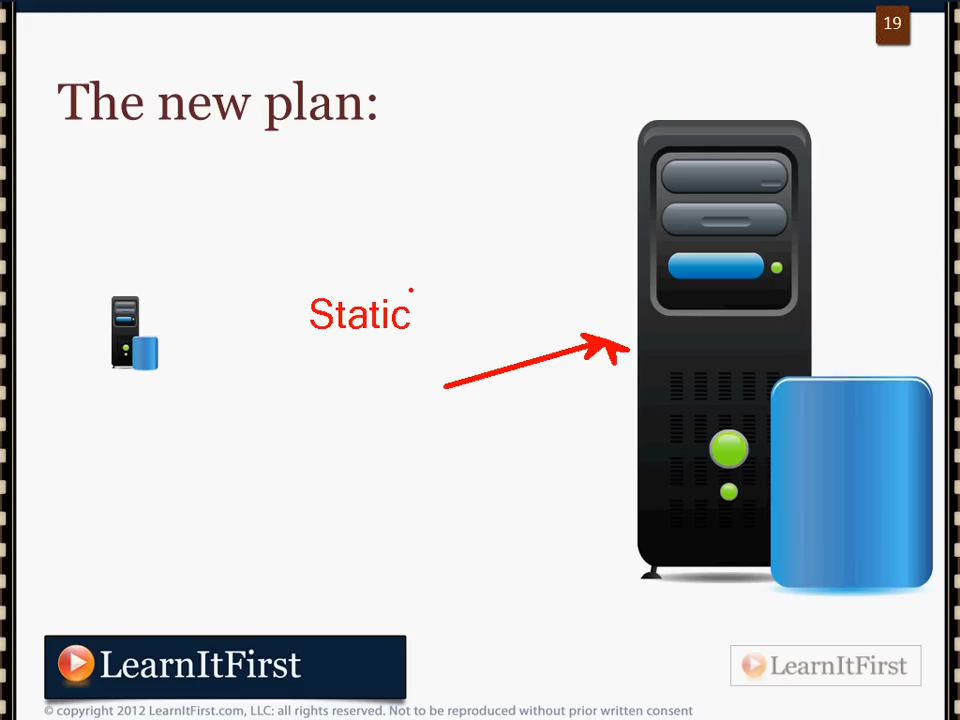 19
The new plan:
Static
LearnItFirst
LearnItFirst
© copyright 2012 LearnItFirst.com, LLC: all rights reserved. Not to be reproduced without prior written consent